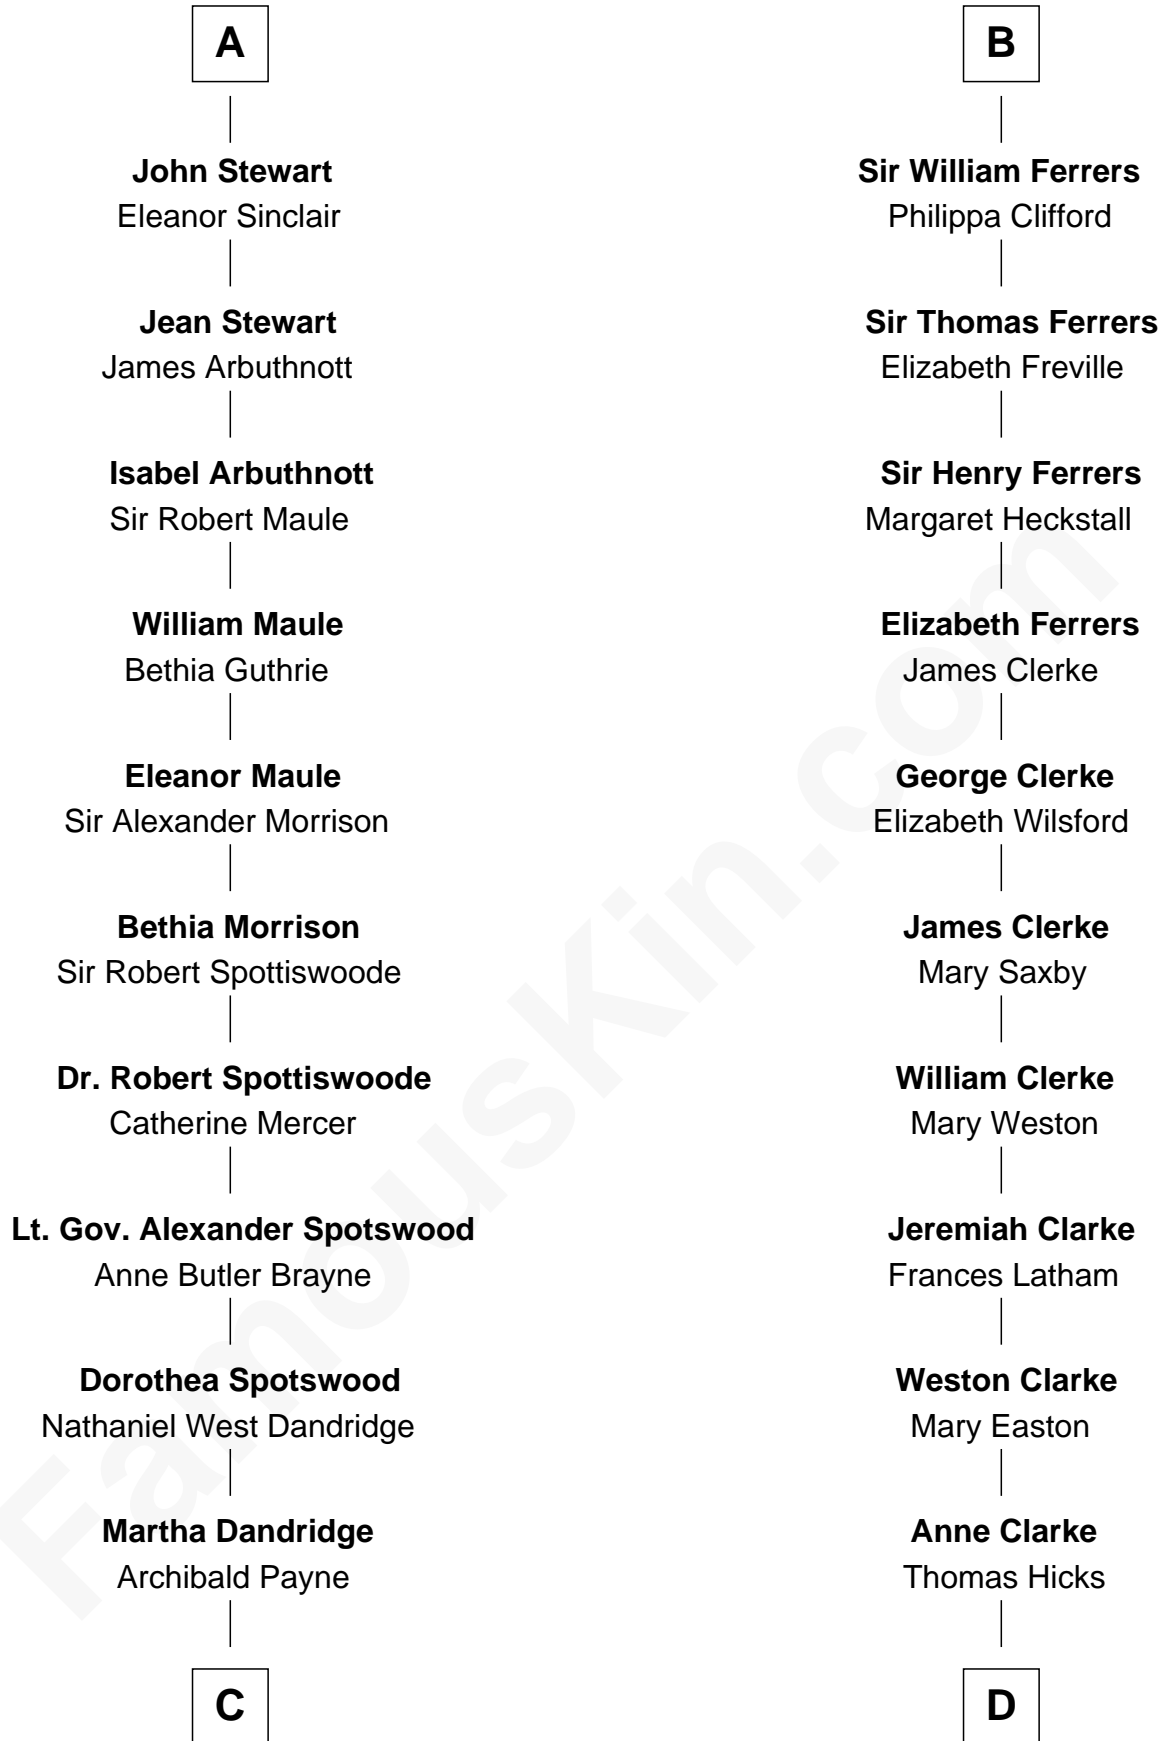 A
John Stewart
Eleanor Sinclair
Jean Stewart
James Arbuthnott
Isabel Arbuthnott
Sir Robert Maule
William Maule
Bethia Guthrie
Eleanor Maule
Sir Alexander Morrison
Bethia Morrison
Sir Robert Spottiswoode
Dr. Robert Spottiswoode
Catherine Mercer
Lt. Gov. Alexander Spotswood
Anne Butler Brayne
Dorothea Spotswood
Nathaniel West Dandridge
Martha Dandridge
Archibald Payne
C
B
Sir William Ferrers
Philippa Clifford
Sir Thomas Ferrers
Elizabeth Freville
Sir Henry Ferrers
Margaret Heckstall
Elizabeth Ferrers
James Clerke
George Clerke
Elizabeth Wilsford
James Clerke
Mary Saxby
William Clerke
Mary Weston
Jeremiah Clarke
Frances Latham
Weston Clarke
Mary Easton
Anne Clarke
Thomas Hicks
D
FamousKin.com